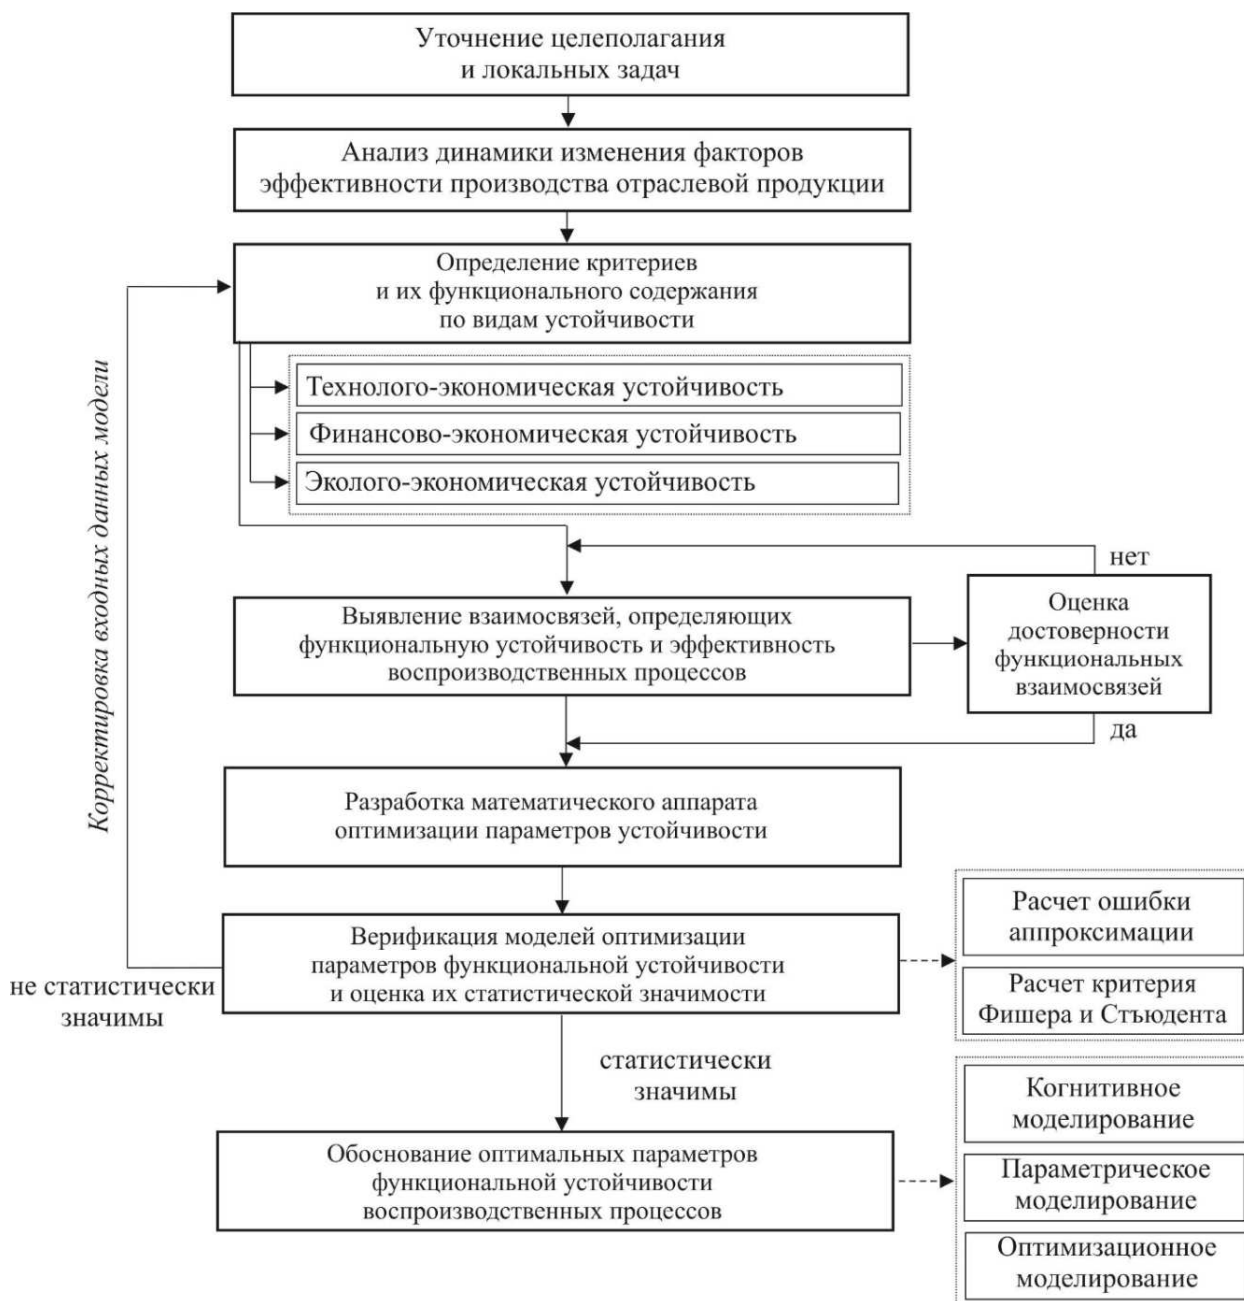 Уточнение целеполагания
и локальных задач
Анализ динамики изменения факторов
эффективности производства отраслевой продукции
Определение критериев
и их функционального содержания
по видам устойчивости
Технолого-экономическая устойчивость
Финансово-экономическая устойчивость
Эколого-экономическая устойчивость
Корректировка входных данных модели
нет
Выявление взаимосвязей, определяющих
функциональную устойчивость и эффективность
воспроизводственных процессов
Оценка
достоверности
функциональных
взаимосвязей
да
Разработка математического аппарата
оптимизации параметров устойчивости
Верификация моделей оптимизации
параметров функциональной устойчивости
и оценка их статистической значимости
Расчет ошибки
аппроксимации
Расчет критерия
Фишера и Стъюдента
не статистически
значимы
статистически
значимы
Обоснование оптимальных параметров
функциональной устойчивости
воспроизводственных процессов
Когнитивное
моделирование
Параметрическое
моделирование
Оптимизационное
моделирование